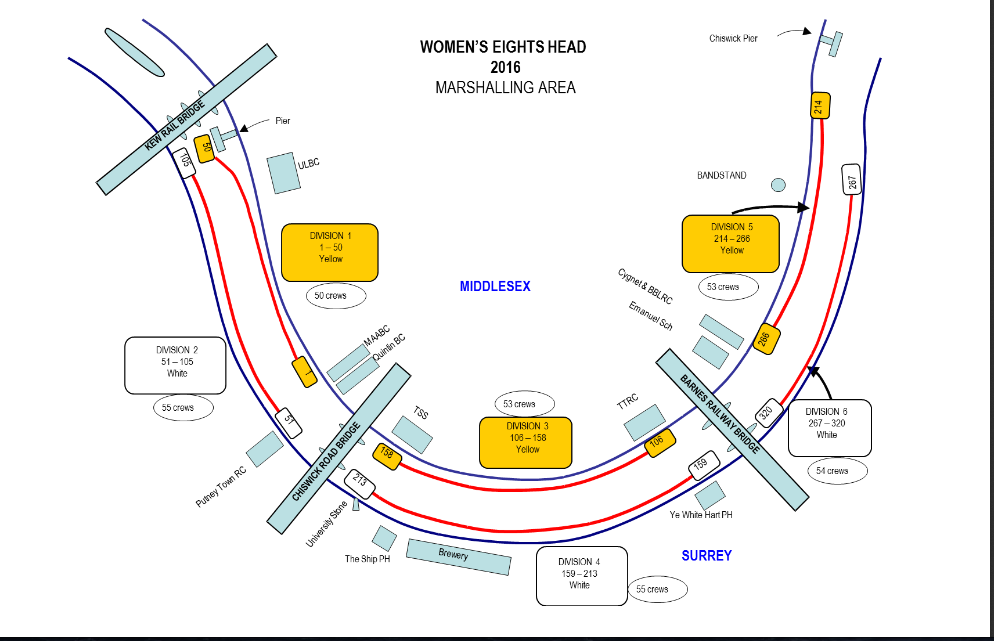 WOMEN'S EIGHTS HEAD
2016
MARSHALLING AREA
Chiswick Pier
KEW RAIL BRIDGE
Pier
50
105
ULBC
214
267
BANDSTAND
DIVISION 1
1 – 50
Yellow
50 crews
DIVISION 5
214 – 266
Yellow
53 crews
MIDDLESEX
Cygnet & BBLRC
Emanuel Sch
266
MAABC
Quintin BC
DIVISION 2
51 – 105
White
55 crews
1
51
BARNES RAILWAY BRIDGE
320
DIVISION 6
267 – 320
White
54 crews
53 crews
DIVISION 3
106 – 158
Yellow
TSS
TTRC
106
158
159
213
CHISWICK ROAD BRIDGE
Putney Town RC
University Stone
The Ship PH
Brewery
Ye White Hart PH
SURREY
DIVISION 4
159 – 213
White
55 crews